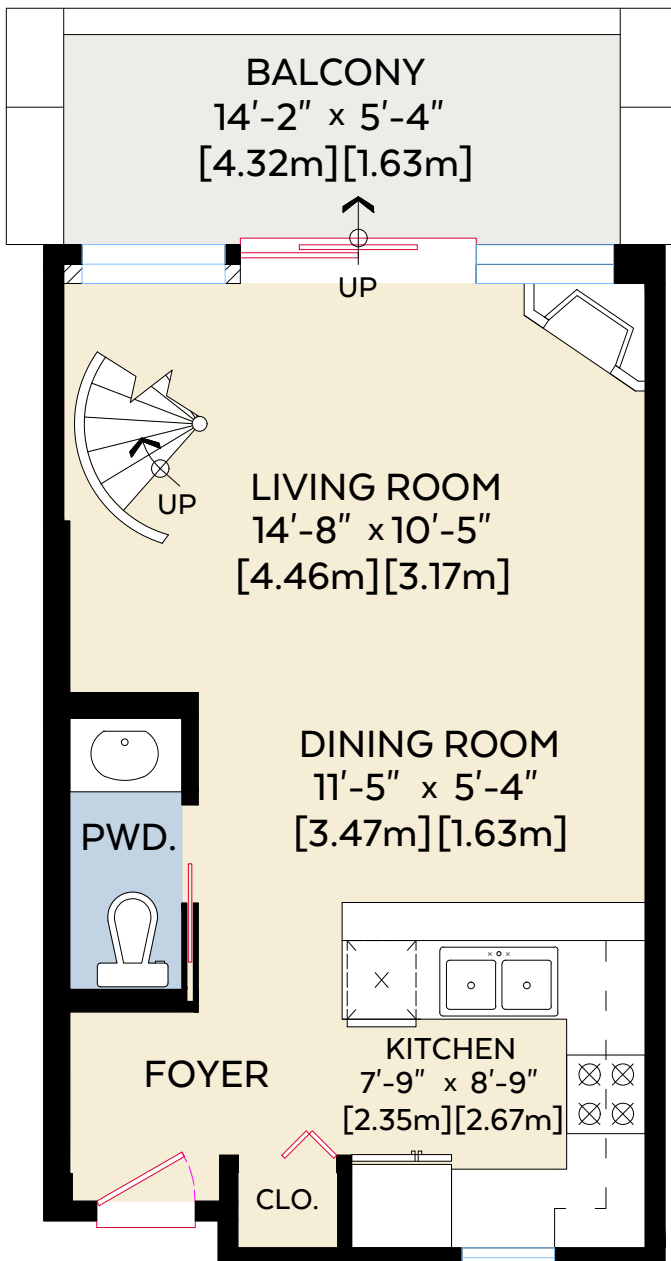 BALCONY
14'-2" x 5'-4"
[4.32m][1.63m]
UP
UP
LIVING ROOM
14'-8" x 10'-5"
[4.46m][3.17m]
DINING ROOM
11'-5" x 5'-4"
[3.47m][1.63m]
PWD.
FOYER
KITCHEN
7'-9" x 8'-9"
[2.35m][2.67m]
CLO.